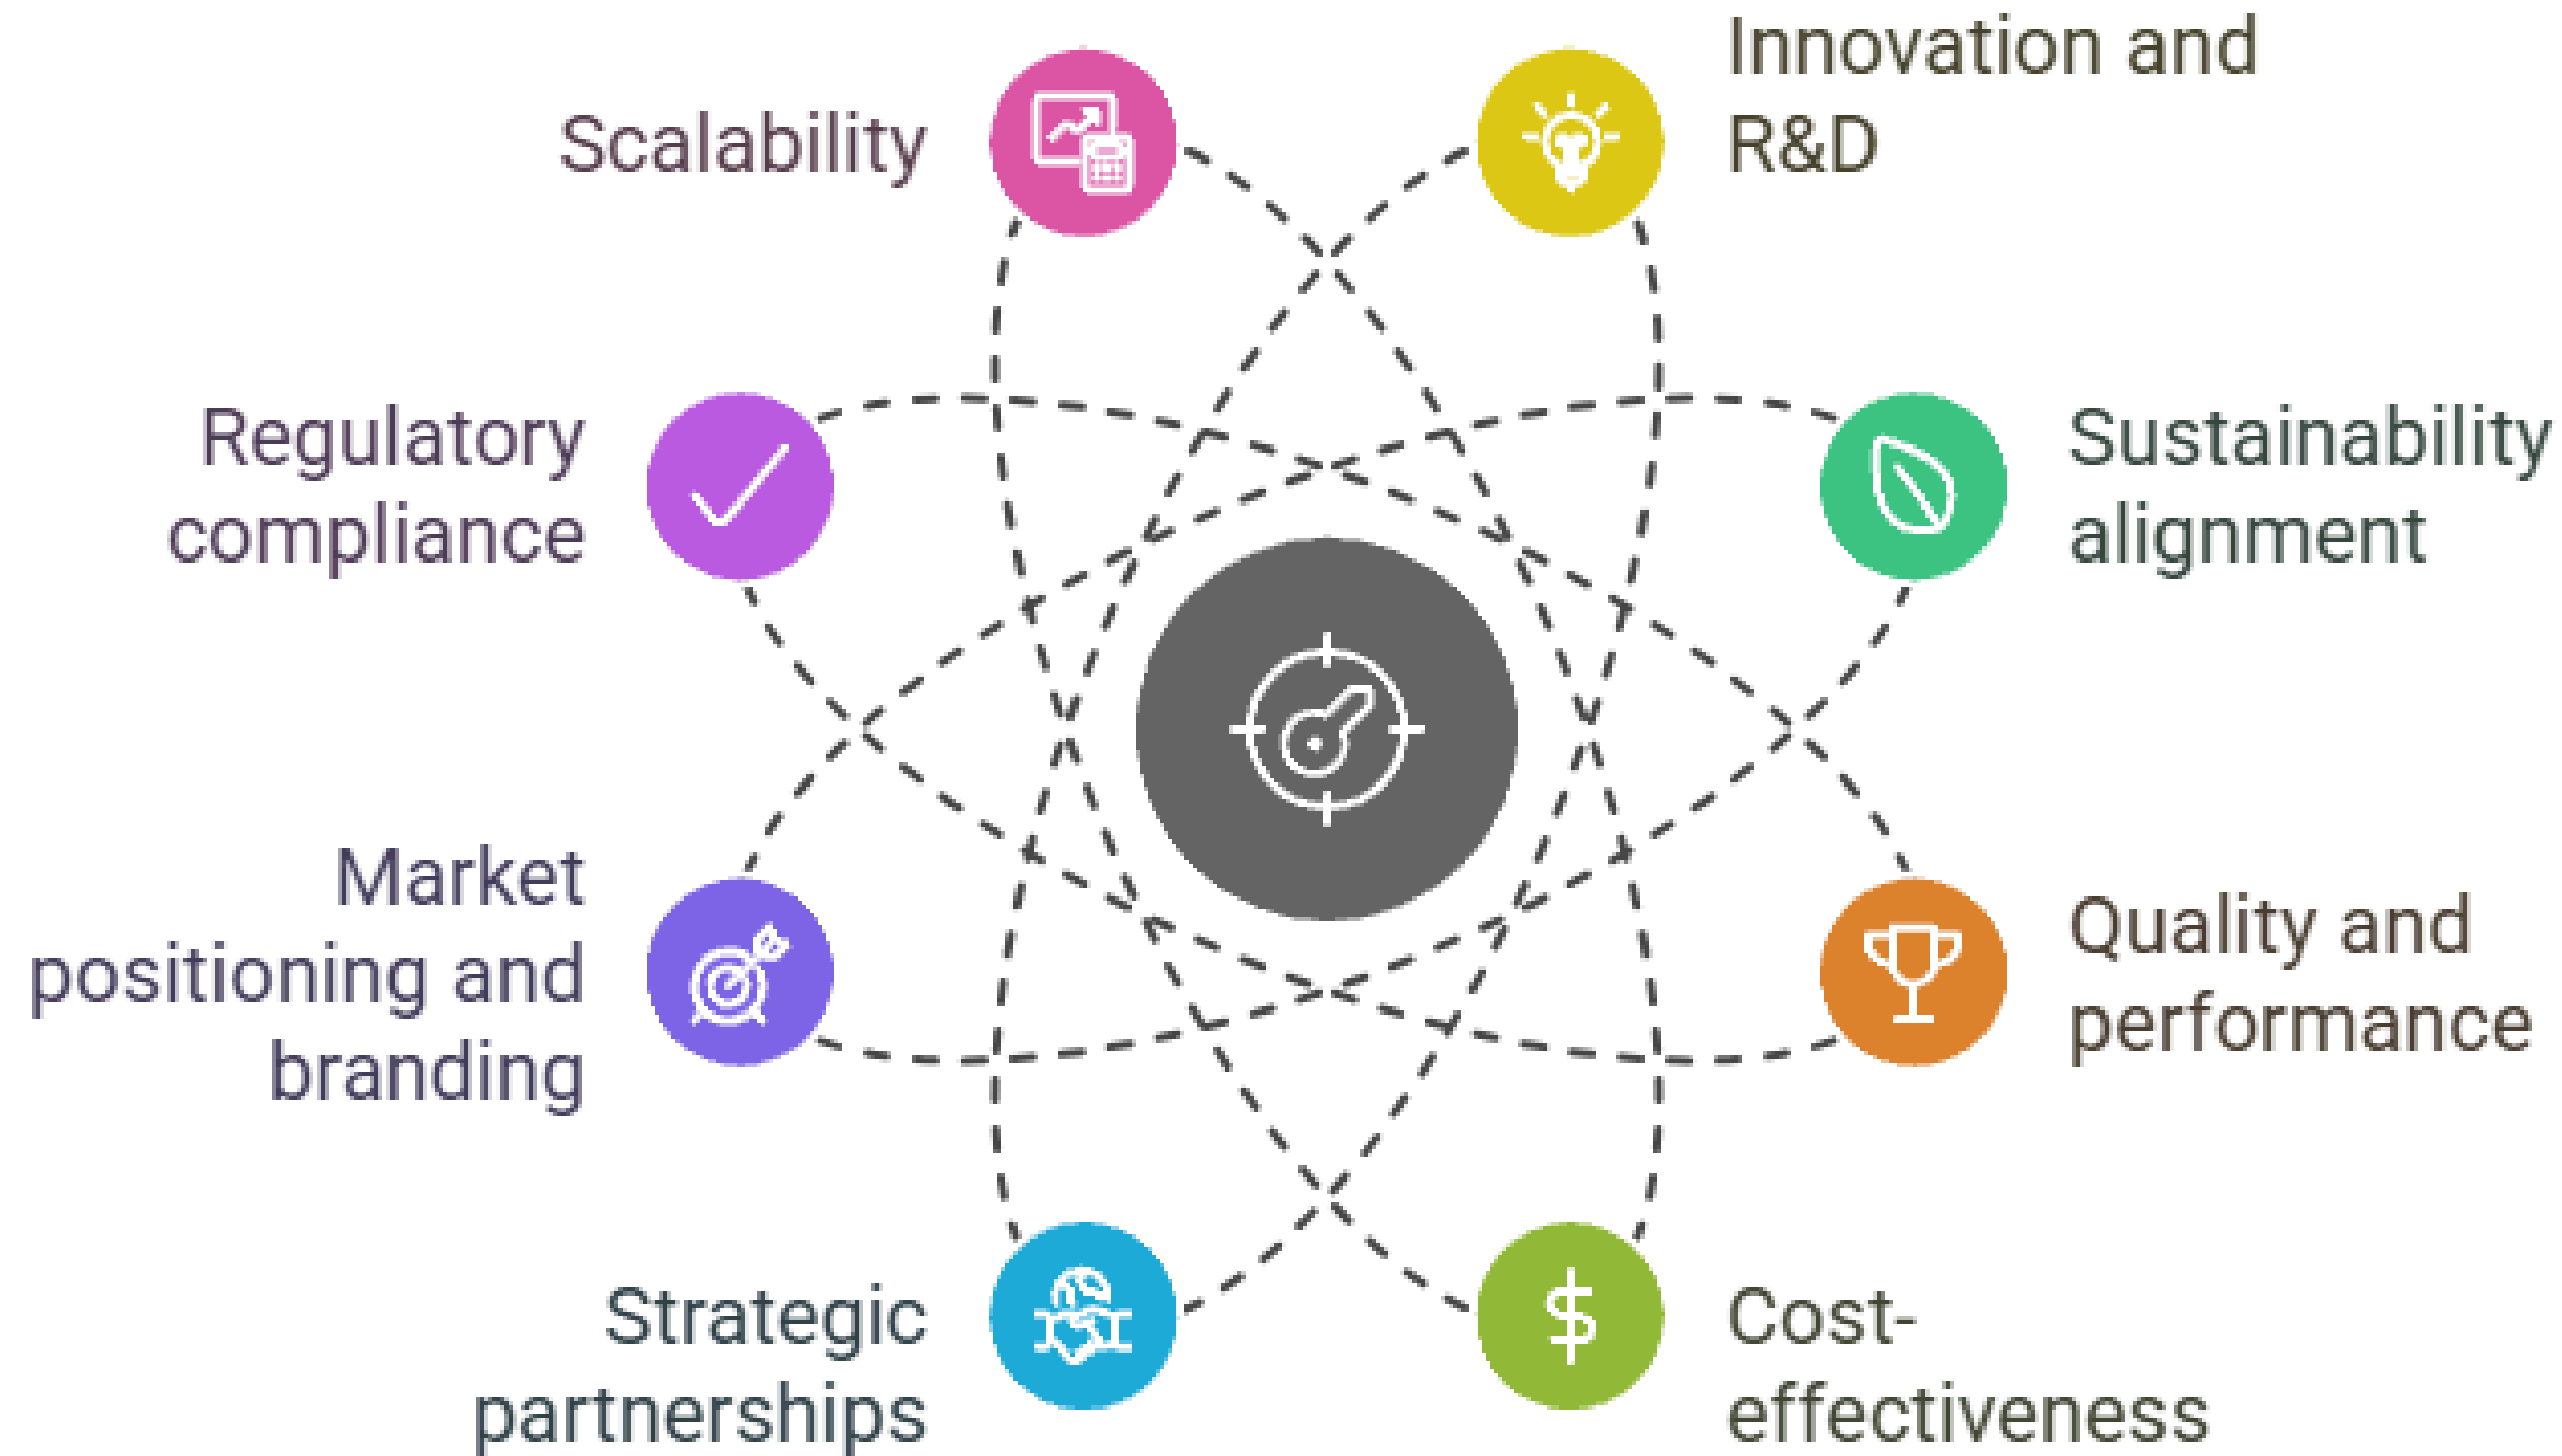 Innovation and
R&D
Scalability
Sustainability
alignment
Regulatory
compliance
Quality and
performance
Market
positioning and
branding
Cost-
effectiveness
Strategic
partnerships
$